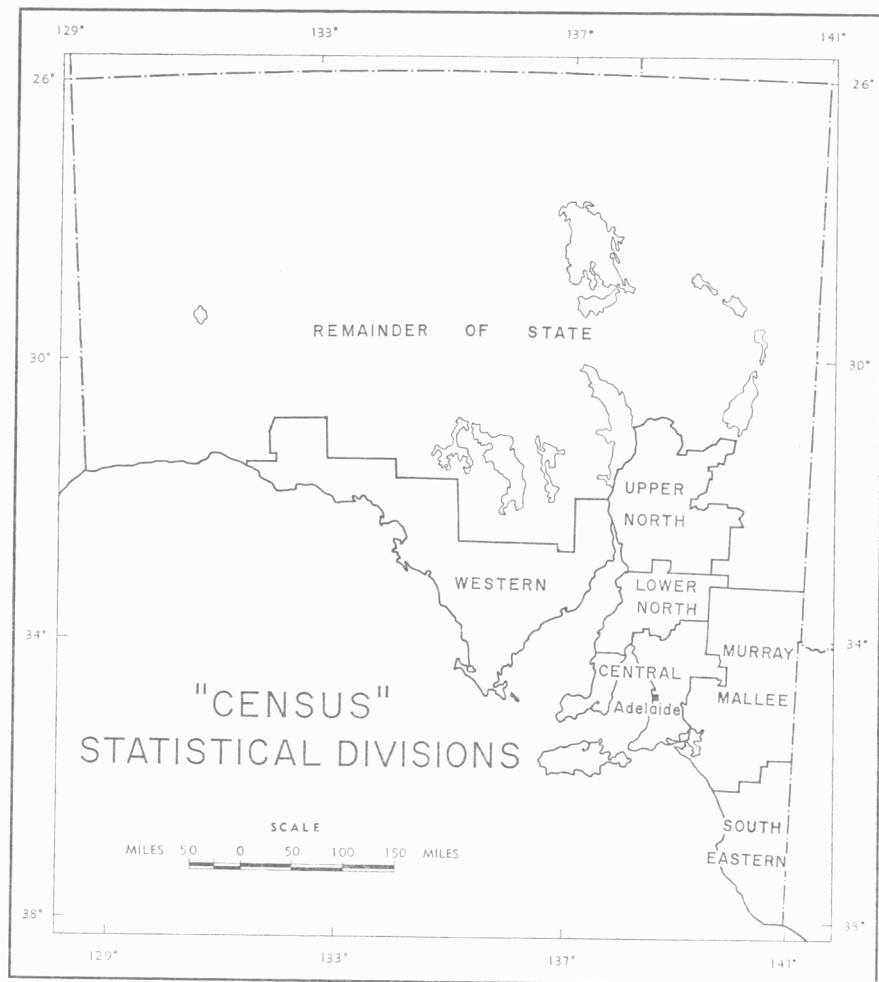 129° 133° 137° 141°
26° 26°
REMAINDER OF STATE
30° 30°
UPPER
NORTH
WESTERN
LOWER
NORTH
34° 34°
MURRAY
MALLEE
CENTRAL
Adelaide
"CENSUS"
STATISTICAL DIVISIONS
SOUTH
EASTERN
SCALE
MILES 50 0 50 100 150 MILES
38° 38°
129° 133° 137° 141°